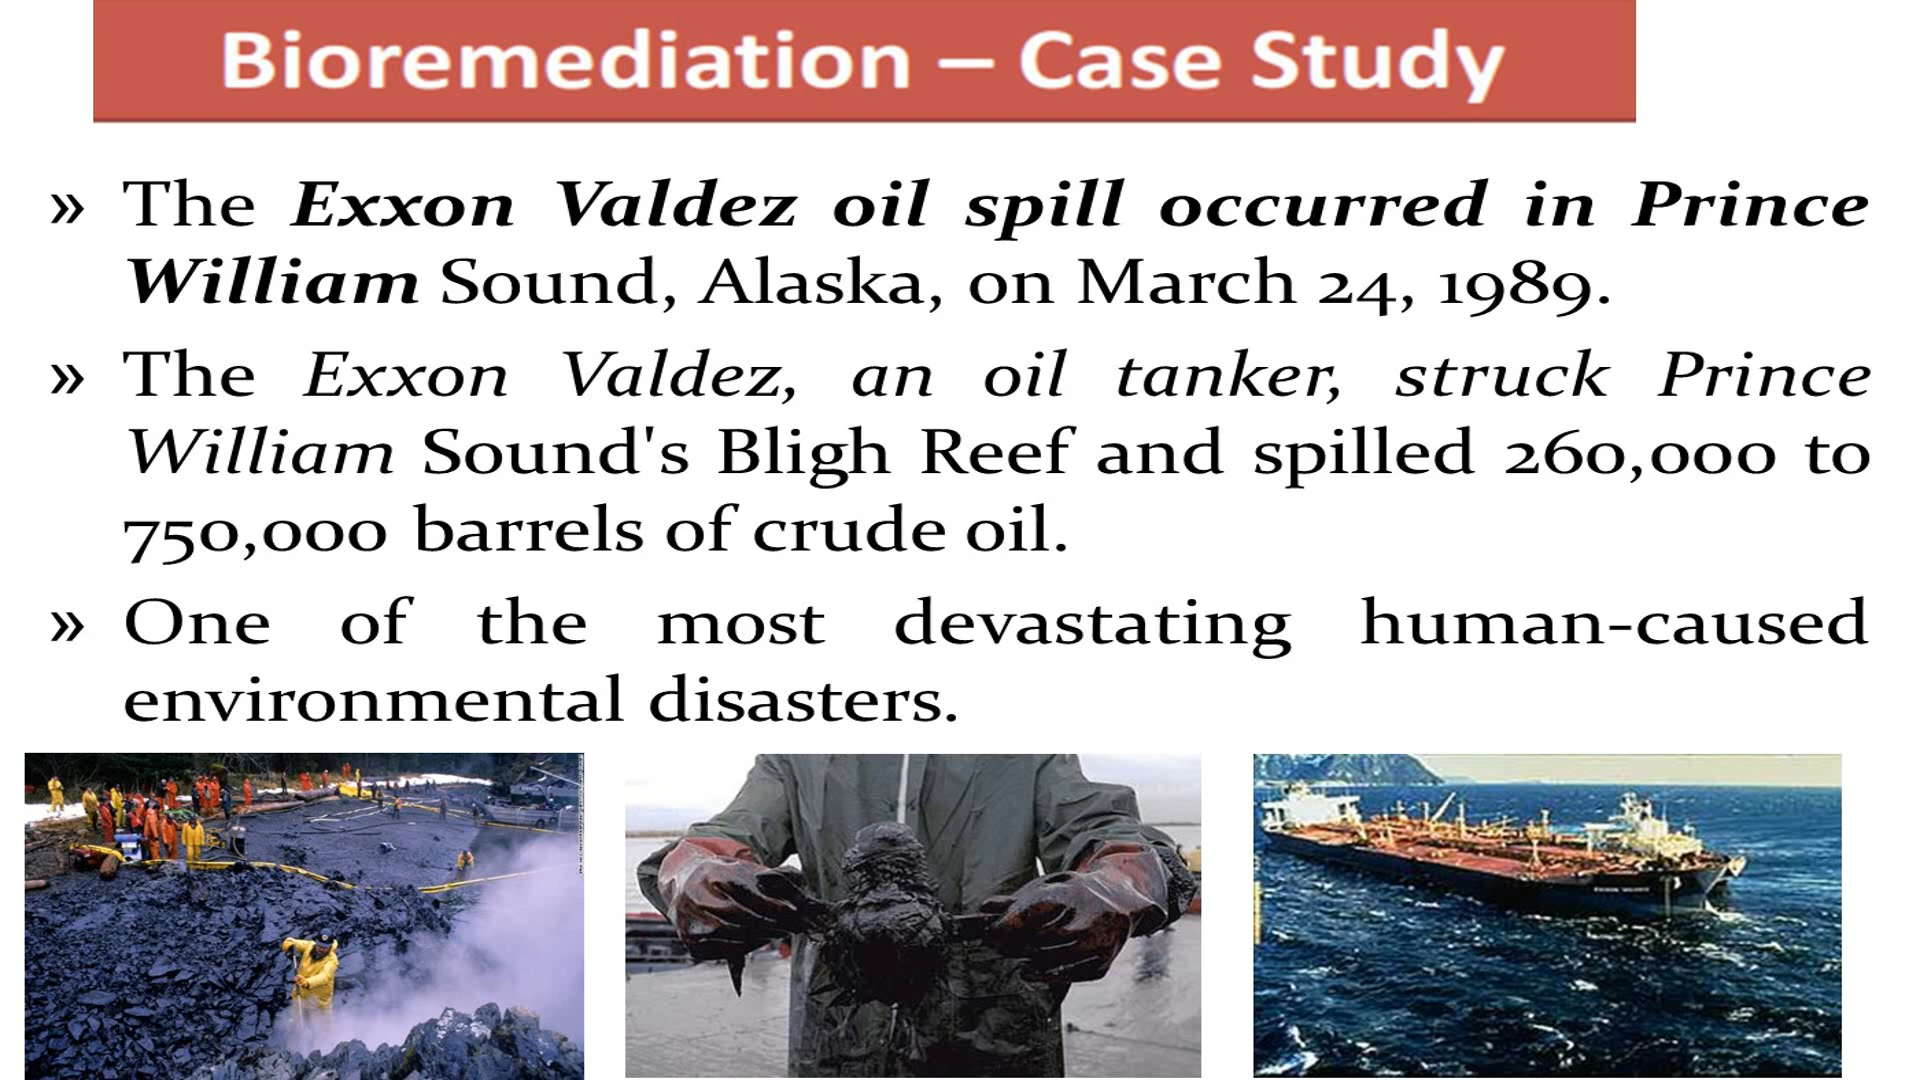 Bioremediation – Case Study
» The Exxon Valdez oil spill occurred in Prince
William Sound, Alaska, on March 24, 1989.
» The Exxon Valdez, an oil tanker, struck Prince
William Sound's Bligh Reef and spilled 260,000 to
750,000 barrels of crude oil.
» One of the most devastating human-caused
environmental disasters.